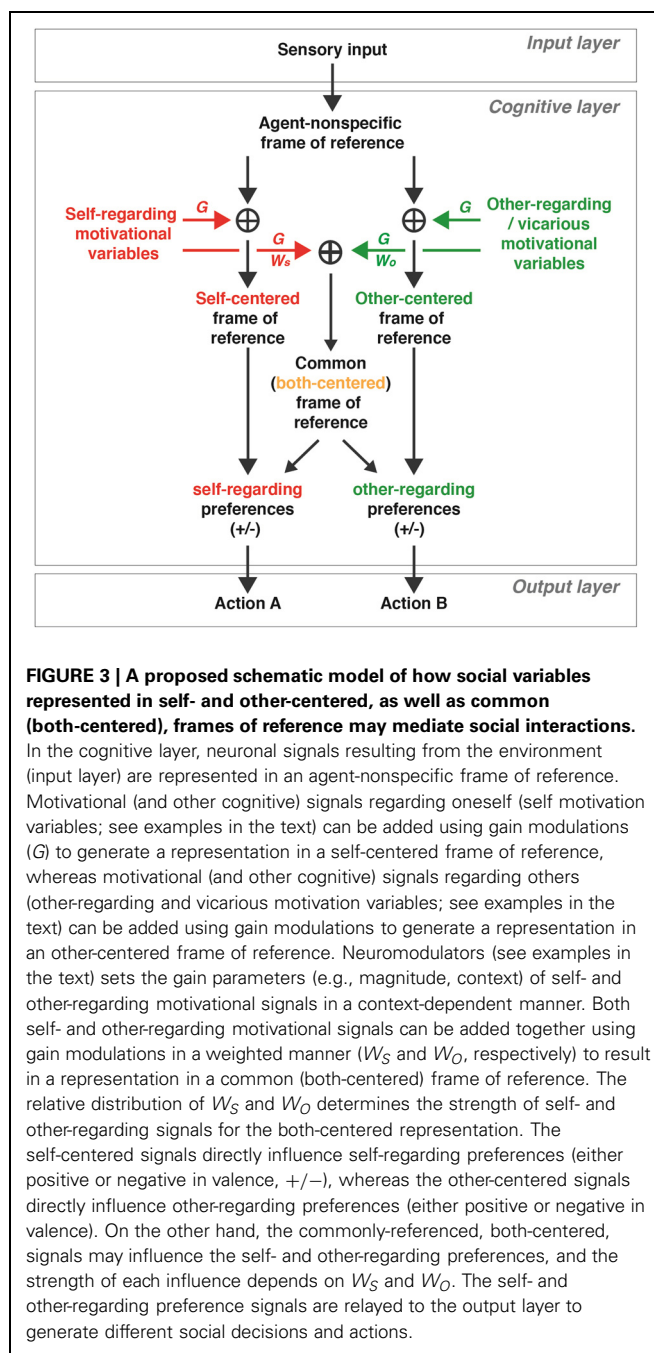 Input layer
Sensory input
Cognitive layer
Agent-nonspecific
frame of reference
Self-regarding
motivational
variables
G
G
W_s
G
G
W_o
Other-regarding
/ vicarious
motivational
variables
Self-centered
frame of
reference
Other-centered
frame of
reference
Common
(both-centered)
frame of
reference
self-regarding
preferences
(+/-)
other-regarding
preferences
(+/-)
Output layer
Action A
Action B
FIGURE 3 | A proposed schematic model of how social variables
represented in self- and other-centered, as well as common
(both-centered), frames of reference may mediate social interactions.
In the cognitive layer, neuronal signals resulting from the environment
(input layer) are represented in an agent-nonspecific frame of reference.
Motivational (and other cognitive) signals regarding oneself (self motivation
variables; see examples in the text) can be added using gain modulations
(G) to generate a representation in a self-centered frame of reference,
whereas motivational (and other cognitive) signals regarding others
(other-regarding and vicarious motivation variables; see examples in the
text) can be added using gain modulations to generate a representation in
an other-centered frame of reference. Neuromodulators (see examples in
the text) sets the gain parameters (e.g., magnitude, context) of self- and
other-regarding motivational signals in a context-dependent manner. Both
self- and other-regarding motivational signals can be added together using
gain modulations in a weighted manner (W_S and W_O, respectively) to result
in a representation in a common (both-centered) frame of reference. The
relative distribution of W_S and W_O determines the strength of self- and
other-regarding signals for the both-centered representation. The
self-centered signals directly influence self-regarding preferences (either
positive or negative in valence, +/−), whereas the other-centered signals
directly influence other-regarding preferences (either positive or negative in
valence). On the other hand, the commonly-referenced, both-centered,
signals may influence the self- and other-regarding preferences, and the
strength of each influence depends on W_S and W_O. The self- and
other-regarding preference signals are relayed to the output layer to
generate different social decisions and actions.